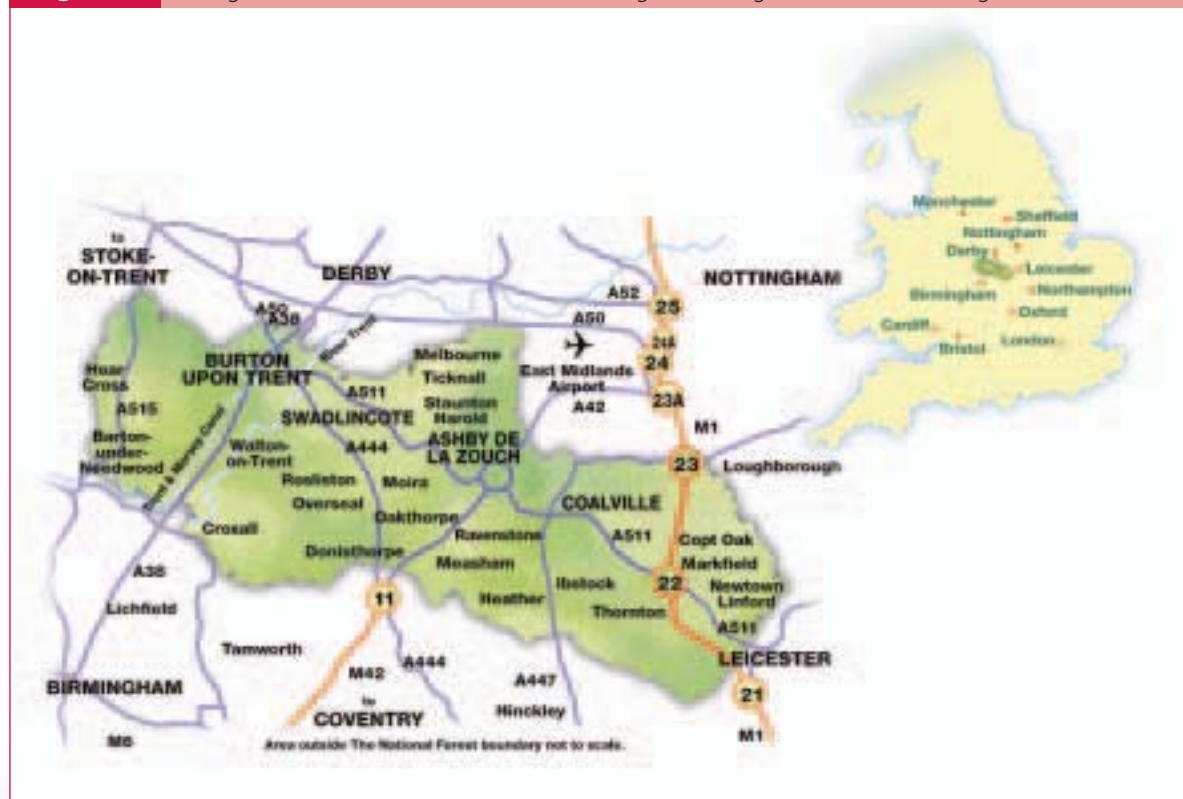 to
STOKE-
ON-TRENT
DERBY
NOTTINGHAM
A52
25
A50
A38
A50
24A
24
River Trent
BURTON
UPON TRENT
Melbourne
Ticknall
East Midlands
Airport
Hoar
Cross
A511
A42
23A
Staunton
Harold
A515
SWADLINCOTE
M1
Barton-
under-
Needwood
Trent & Mersey Canal
Walton-
on-Trent
A444
ASHBY DE
LA ZOUCH
23
Loughborough
Rosliston
Moira
Overseal
COALVILLE
Oakthorpe
Croxall
Ravenstone
A511
Copt Oak
Donisthorpe
Measham
Markfield
A38
Ibstock
22
Newtown
Linford
11
Heather
Lichfield
Thornton
A511
Tamworth
A444
LEICESTER
M42
BIRMINGHAM
A447
21
to
COVENTRY
Hinckley
M6
M1
Area outside The National Forest boundary not to scale.
Manchester
Sheffield
Nottingham
Derby
Leicester
Birmingham
Northampton
Oxford
Cardiff
Bristol
London